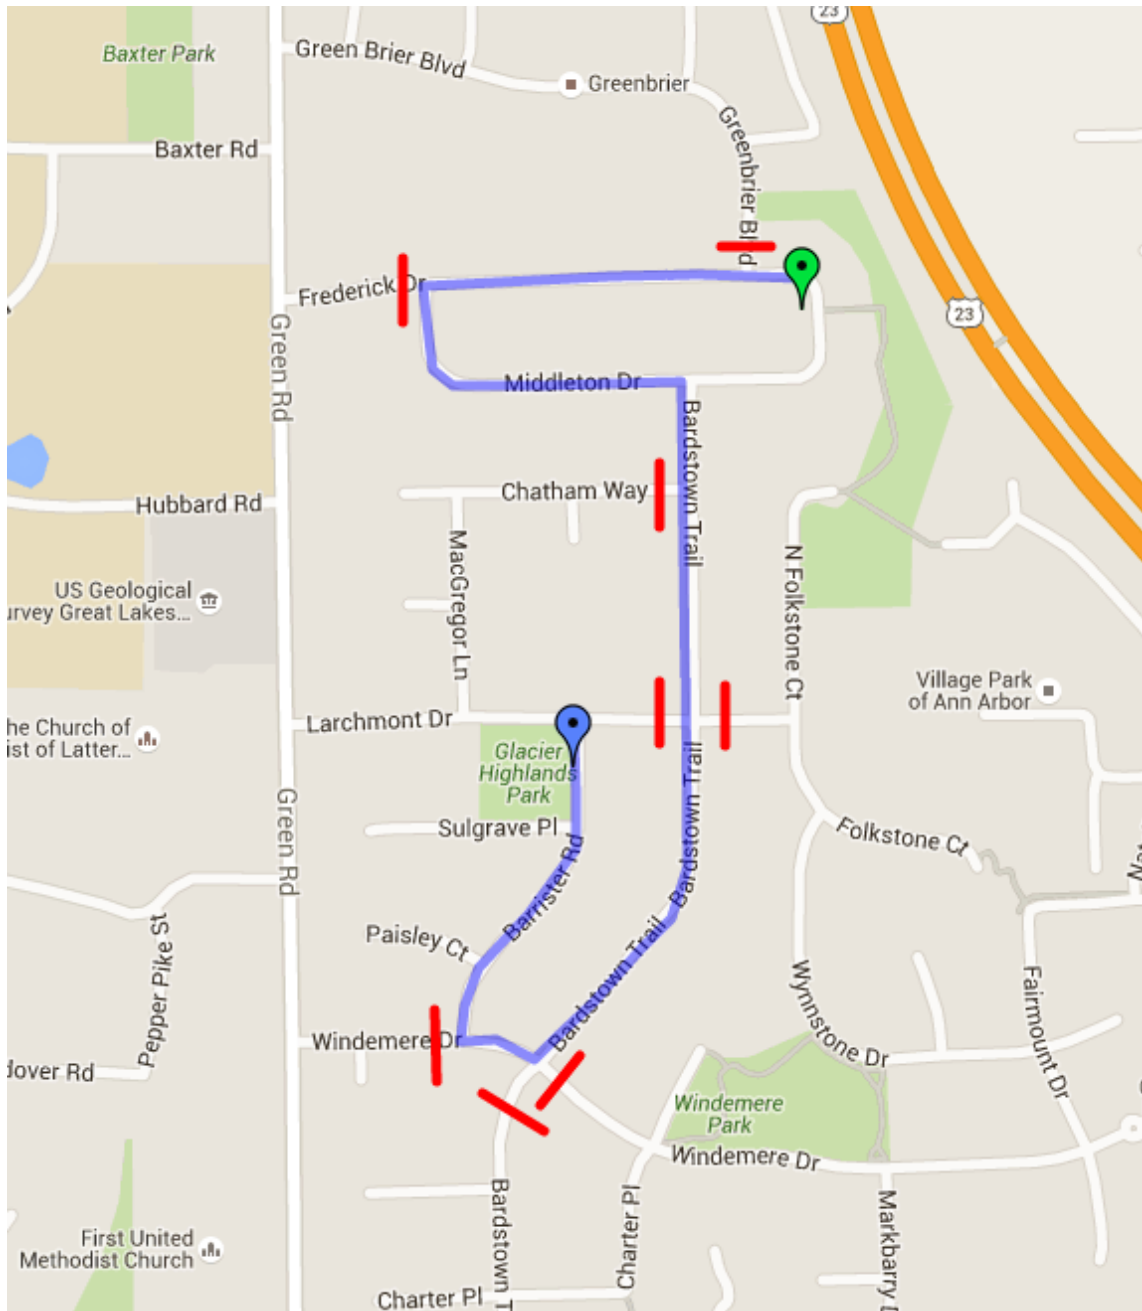 23
Baxter Park
Green Brier Blvd
Greenbrier
Baxter Rd
Greenbrier Blvd
Frederick Dr
23
Green Rd
Middleton Dr
Bardstown Trail
Chatham Way
Hubbard Rd
MacGregor Ln
N Folkstone Ct
US Geological
urvey Great Lakes...
Village Park
of Ann Arbor
Larchmont Dr
he Church of
ist of Latter...
Glacier
Highlands
Park
Bardstown Trail
Green Rd
Sulgrave Pl
Folkstone Ct
Barrister Rd
Pepper Pike St
Paisley Ct
Bardstown Trail
Wynnstone Dr
Fairmount Dr
Windemere Dr
dover Rd
Windemere
Park
Windemere Dr
Bardstown T
Charter Pl
Markbarry
First United
Methodist Church
Charter Pl